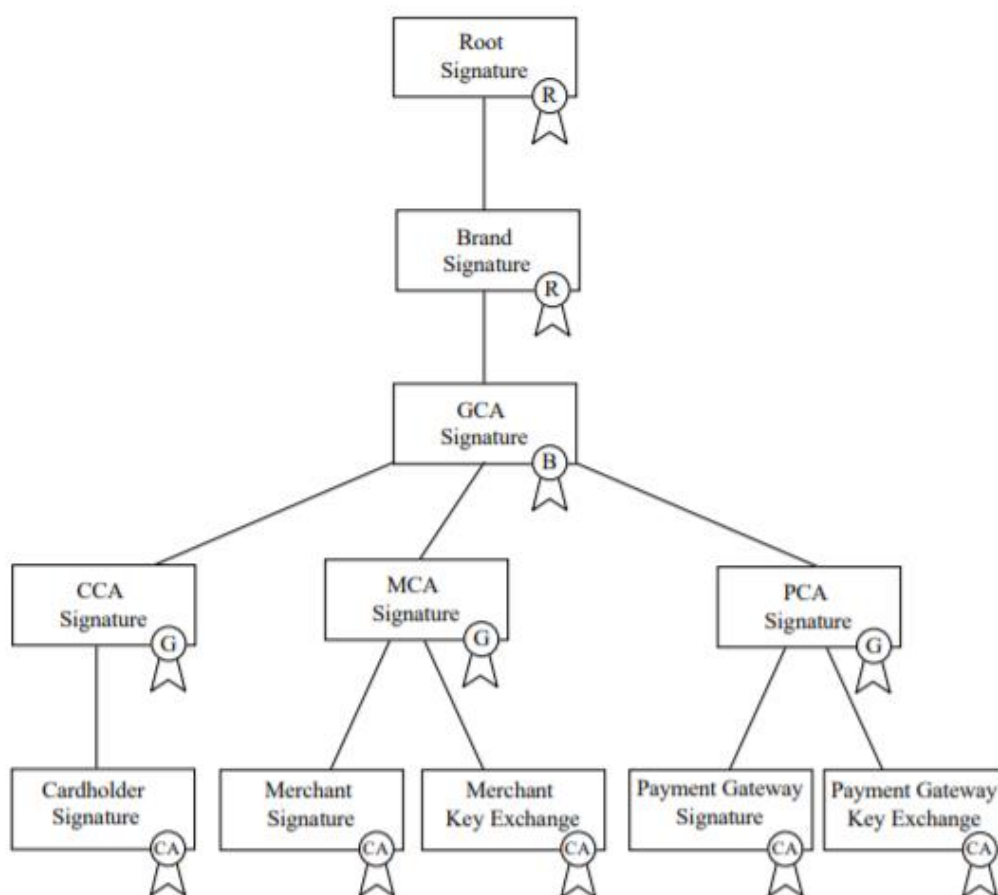 Root
Signature
R
Brand
Signature
R
GCA
Signature
B
CCA
Signature
G
MCA
Signature
G
PCA
Signature
G
Cardholder
Signature
CA
Merchant
Signature
CA
Merchant
Key Exchange
CA
Payment Gateway
Signature
CA
Payment Gateway
Key Exchange
CA